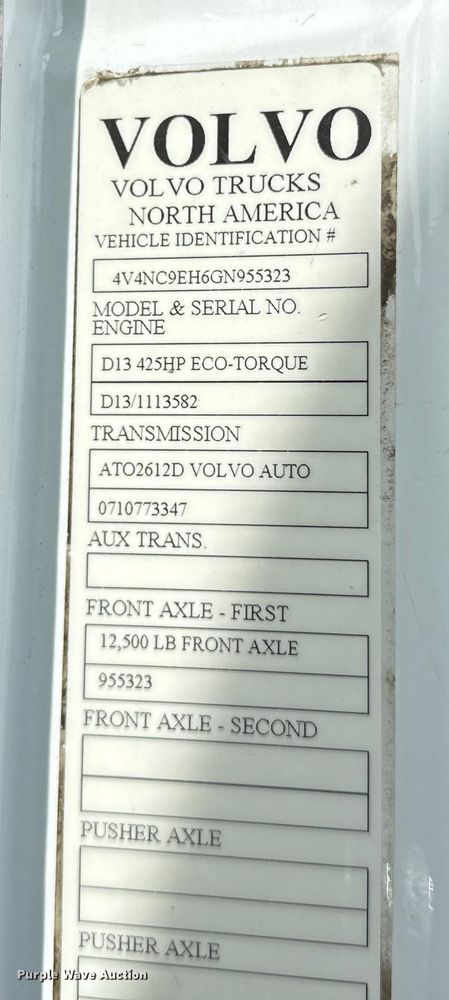 VOLVO
VOLVO TRUCKS
NORTH AMERICA
VEHICLE IDENTIFICATION #
4V4NC9EH6GN955323
MODEL & SERIAL NO.
ENGINE
D13 425HP ECO-TORQUE
D13/1113582
TRANSMISSION
ATO2612D VOLVO AUTO
0710773347
AUX TRANS.
FRONT AXLE - FIRST
12,500 LB FRONT AXLE
955323
FRONT AXLE - SECOND
PUSHER AXLE
PUSHER AXLE
Purple Wave Auction